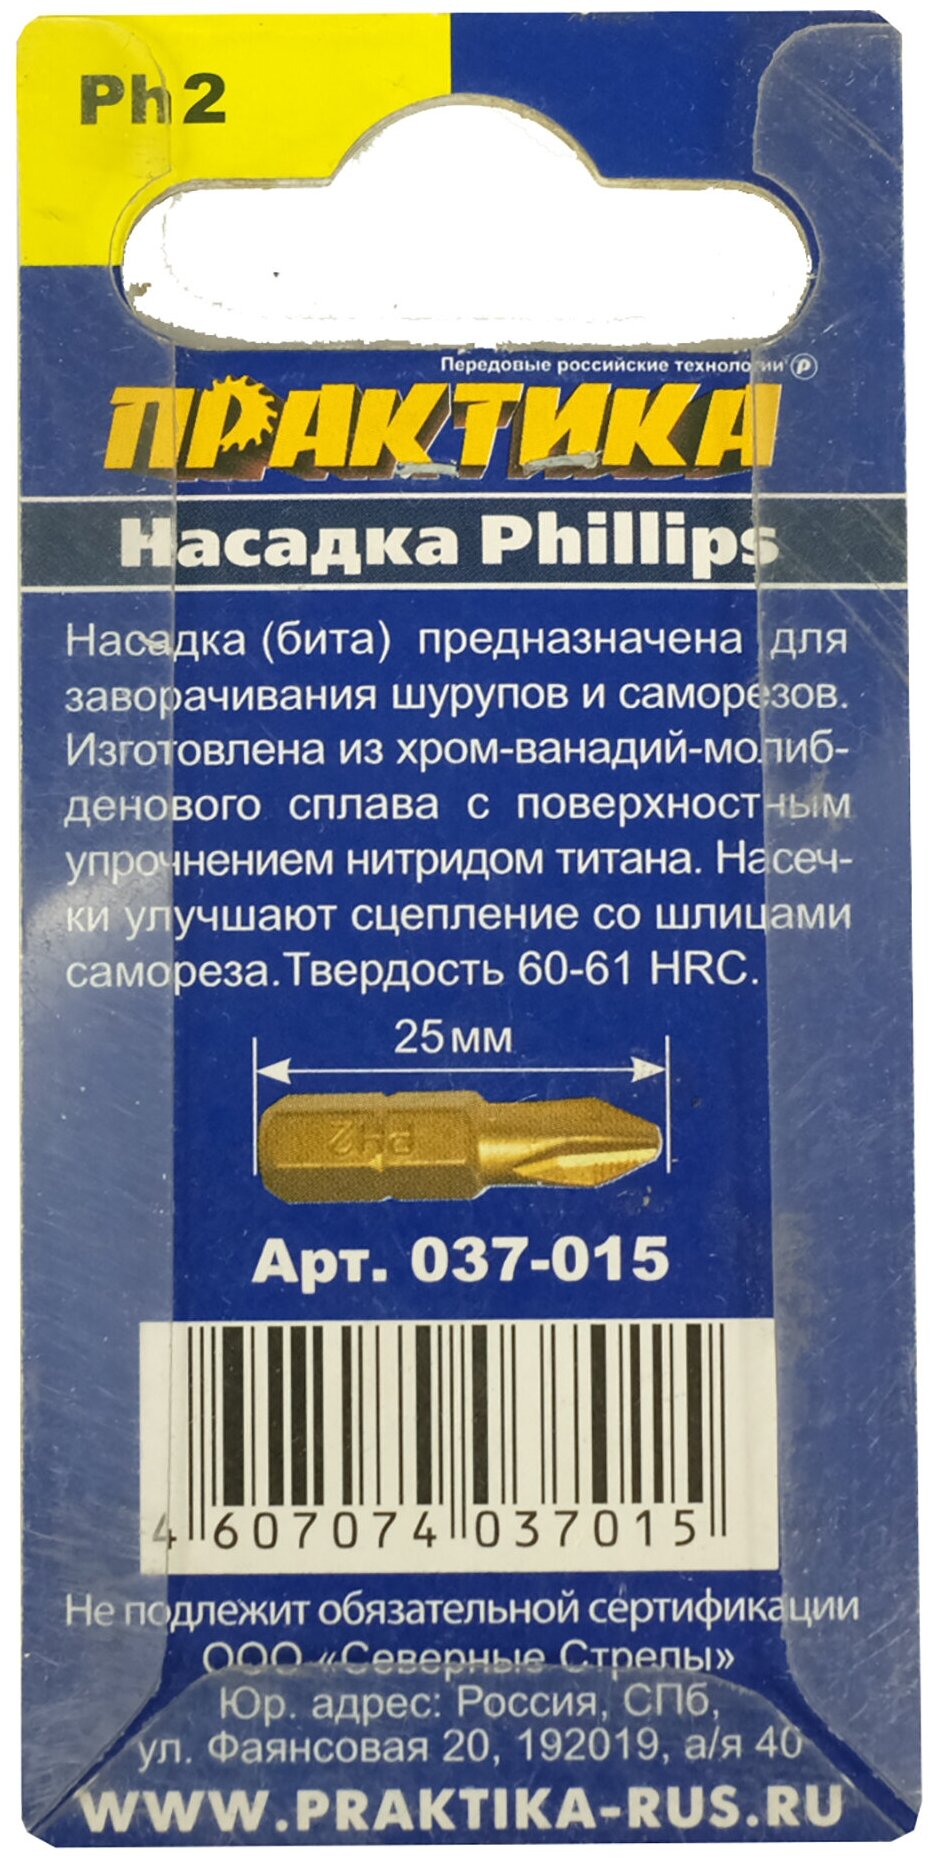 Ph2
Передовые российские технологии
ПРАКТИКА
Насадка Phillips
Насадка (бита) предназначена для
заворачивания шурупов и саморезов.
Изготовлена из хром-ванадий-молиб-
денового сплава с поверхностным
упрочнением нитридом титана. Насеч-
ки улучшают сцепление со шлицами
самореза. Твердость 60-61 HRC.
25 мм
PH2
Арт. 037-015
4 607074 037015
Не подлежит обязательной сертификации
ООО «Северные Стрелы»
Юр. адрес: Россия, СПб,
ул. Фаянсовая 20, 192019, а/я 40
WWW.PRAKTIKA-RUS.RU